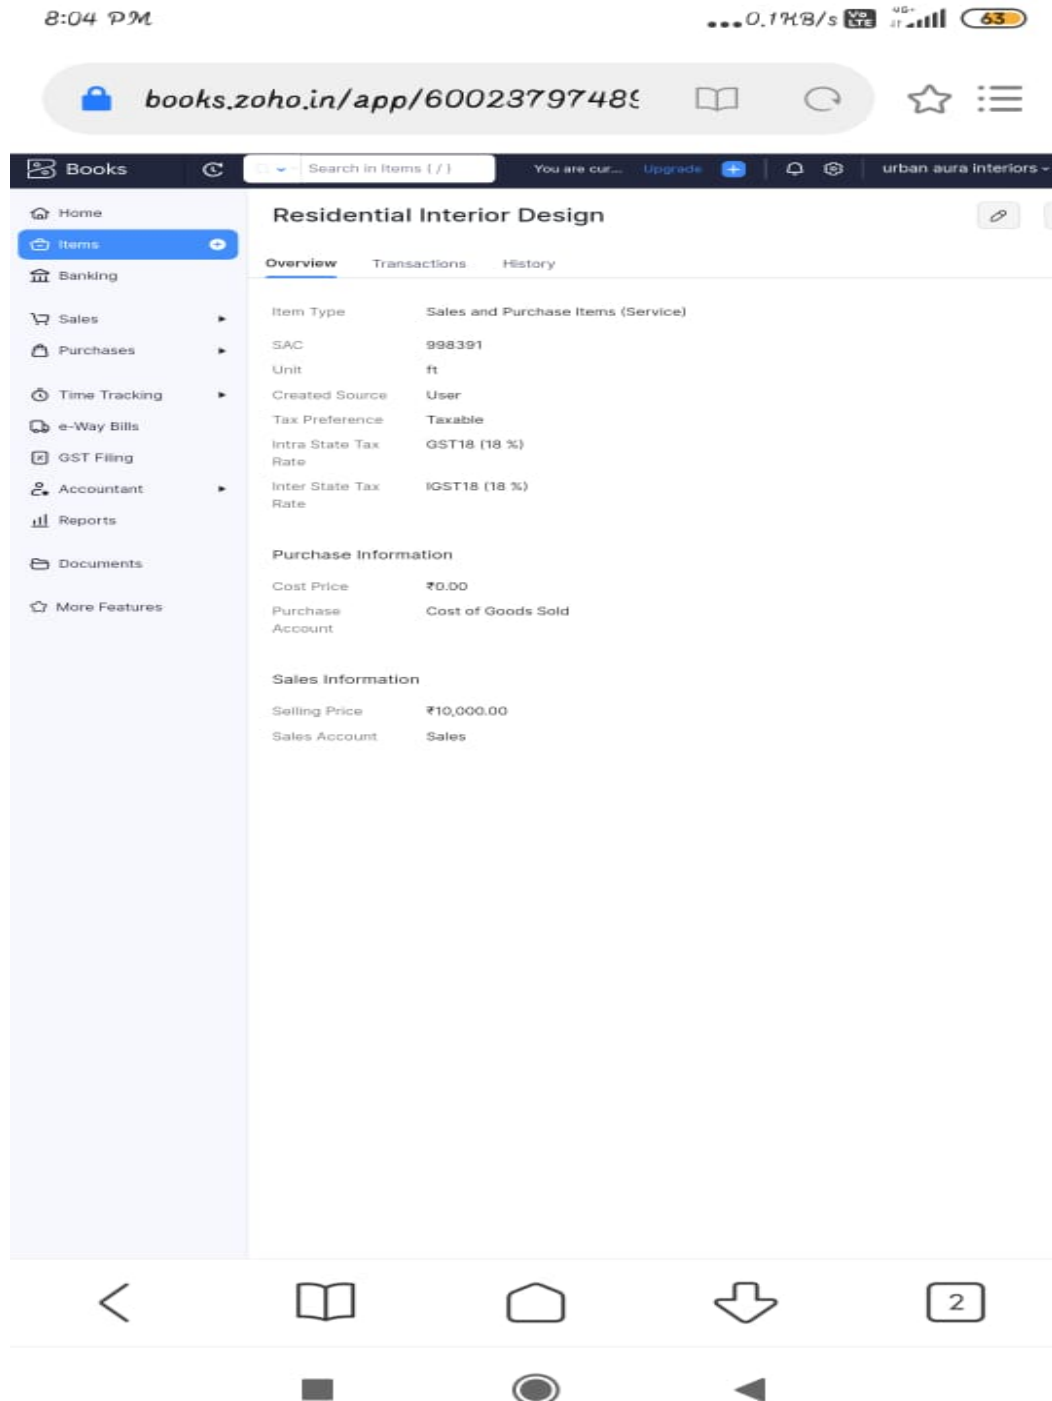 8:04 PM
0.1KB/s Vo LTE 4G+ 63
books.zoho.in/app/6002379748
Books
Search in Items ( / )
You are cur... Upgrade
urban aura interiors
Home
Items
Banking
Sales
Purchases
Time Tracking
e-Way Bills
GST Filing
Accountant
Reports
Documents
More Features
Residential Interior Design
Overview Transactions History
Item Type Sales and Purchase Items (Service)
SAC 998391
Unit ft
Created Source User
Tax Preference Taxable
Intra State Tax Rate GST18 (18 %)
Inter State Tax Rate IGST18 (18 %)
Purchase Information
Cost Price ₹0.00
Purchase Account Cost of Goods Sold
Sales Information
Selling Price ₹10,000.00
Sales Account Sales
2